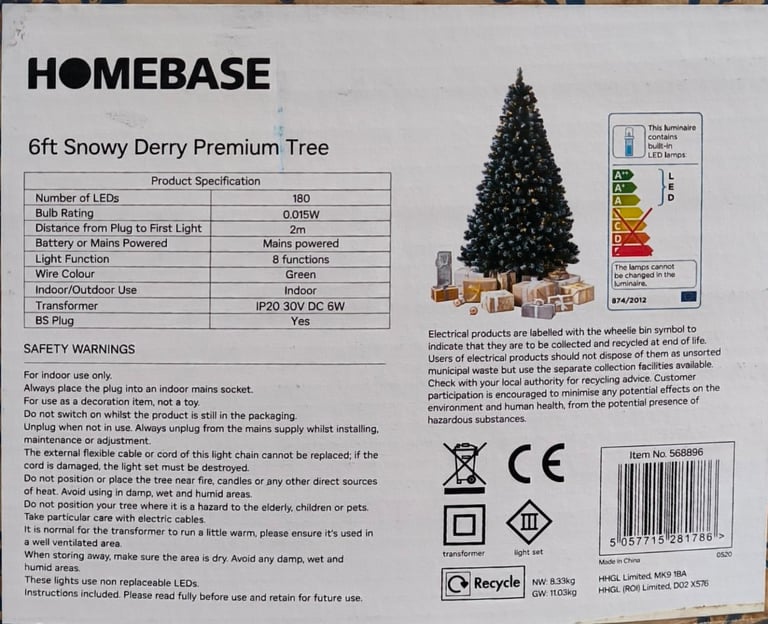 HOMEBASE
6ft Snowy Derry Premium Tree
Product Specification
Number of LEDs 180
Bulb Rating 0.015W
Distance from Plug to First Light 2m
Battery or Mains Powered Mains powered
Light Function 8 functions
Wire Colour Green
Indoor/Outdoor Use Indoor
Transformer IP20 30V DC 6W
BS Plug Yes
SAFETY WARNINGS
For indoor use only.
Always place the plug into an indoor mains socket.
For use as a decoration item, not a toy.
Do not switch on whilst the product is still in the packaging.
Unplug when not in use. Always unplug from the mains supply whilst installing,
maintenance or adjustment.
The external flexible cable or cord of this light chain cannot be replaced; if the
cord is damaged, the light set must be destroyed.
Do not position or place the tree near fire, candles or any other direct sources
of heat. Avoid using in damp, wet and humid areas.
Do not position your tree where it is a hazard to the elderly, children or pets.
Take particular care with electric cables.
It is normal for the transformer to run a little warm, please ensure it's used in
a well ventilated area.
When storing away, make sure the area is dry. Avoid any damp, wet and
humid areas.
These lights use non replaceable LEDs.
Instructions included. Please read fully before use and retain for future use.
This luminaire
contains
built-in
LED lamps
A++
A+
A
C
D
L
E
D
The lamps cannot
be changed in the
luminaire.
874/2012
Electrical products are labelled with the wheelie bin symbol to
indicate that they are to be collected and recycled at end of life.
Users of electrical products should not dispose of them as unsorted
municipal waste but use the separate collection facilities available.
Check with your local authority for recycling advice. Customer
participation is encouraged to minimise any potential effects on the
environment and human health, from the potential presence of
hazardous substances.
CE
III
transformer
light set
Recycle
NW: 8.33kg
GW: 11.03kg
Item No. 568896
5 057715 281786 >
Made in China
0520
HHGL Limited, MK9 1BA
HHGL (ROI) Limited, D02 X576